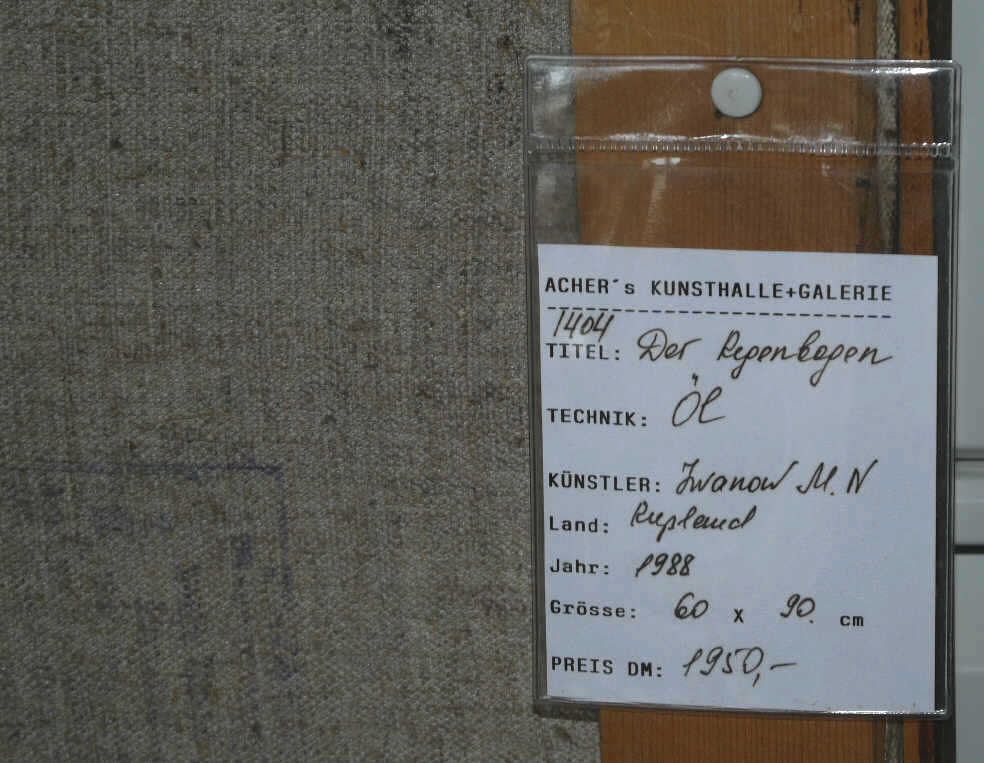 ACHER´s KUNSTHALLE+GALERIE
1404
TITEL: Der Regenbogen
TECHNIK: Öl
KÜNSTLER: Iwanow M. N
Land: Rußland
Jahr: 1988
Grösse: 60 x 90. cm
PREIS DM: 1950,-